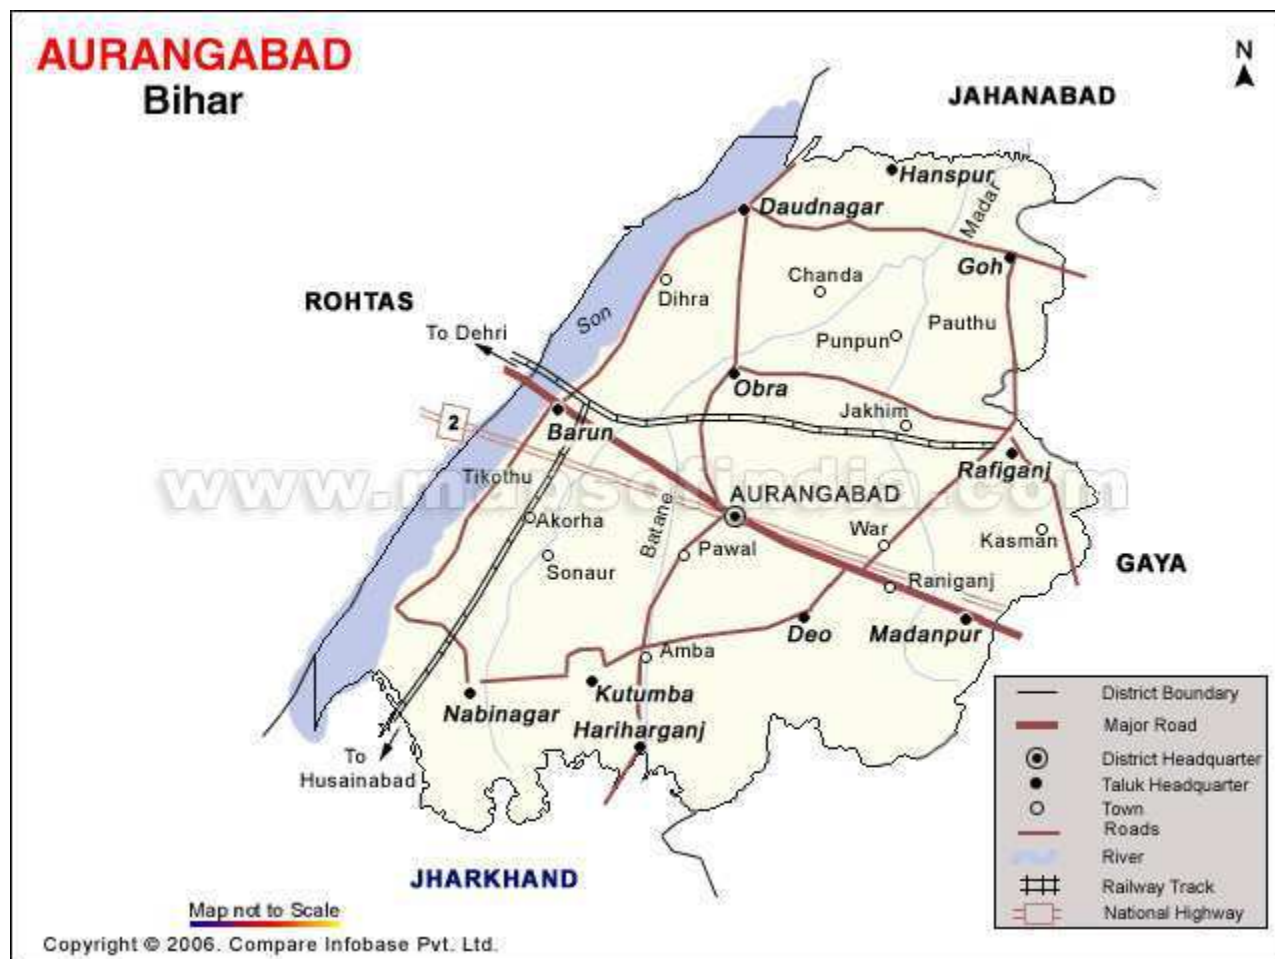 AURANGABAD
Bihar
N
JAHANABAD
Hanspur
Madar
Daudnagar
Goh
Chanda
Dihra
ROHTAS
Son
Pauthu
To Dehri
Punpun
Obra
Jakhim
2
Barun
Rafiganj
Tikothu
www.mapsofindia.com
AURANGABAD
Batane
Akorha
War
Kasman
Pawal
GAYA
Sonaur
Raniganj
Deo
Madanpur
Amba
Kutumba
Nabinagar
Hariharganj
To
Husainabad
JHARKHAND
District Boundary
Major Road
District Headquarter
Taluk Headquarter
Town
Roads
River
Railway Track
National Highway
Map not to Scale
Copyright © 2006. Compare Infobase Pvt. Ltd.